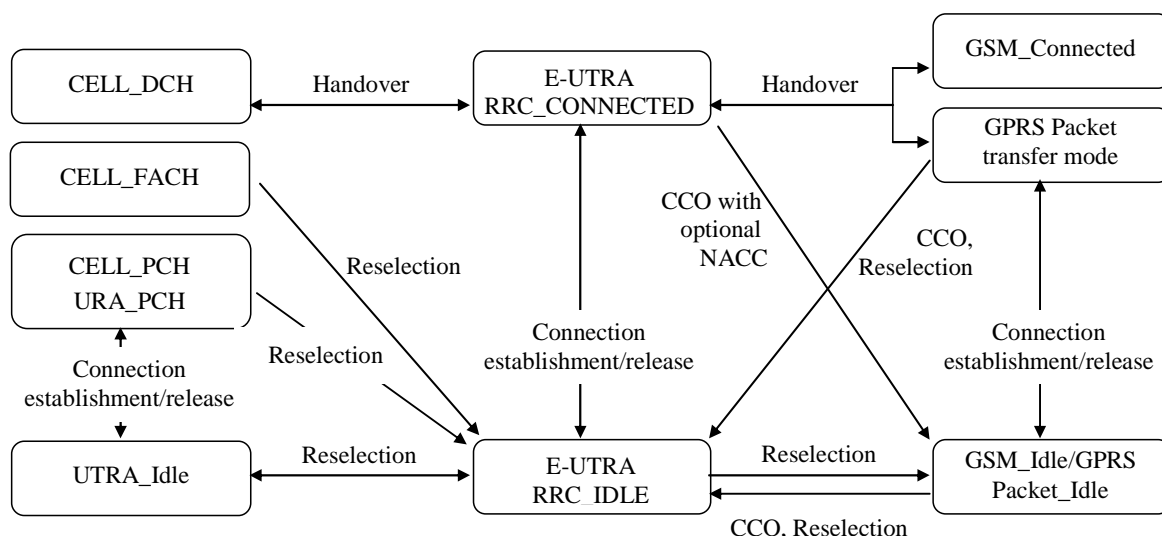 GSM_Connected
CELL_DCH
Handover
E-UTRA
RRC_CONNECTED
Handover
GPRS Packet
transfer mode
CELL_FACH
CCO with
optional
NACC
CCO,
Reselection
CELL_PCH
URA_PCH
Reselection
Reselection
Connection
establishment/release
Connection
establishment/release
Connection
establishment/release
UTRA_Idle
Reselection
E-UTRA
RRC_IDLE
Reselection
GSM_Idle/GPRS
Packet_Idle
CCO, Reselection